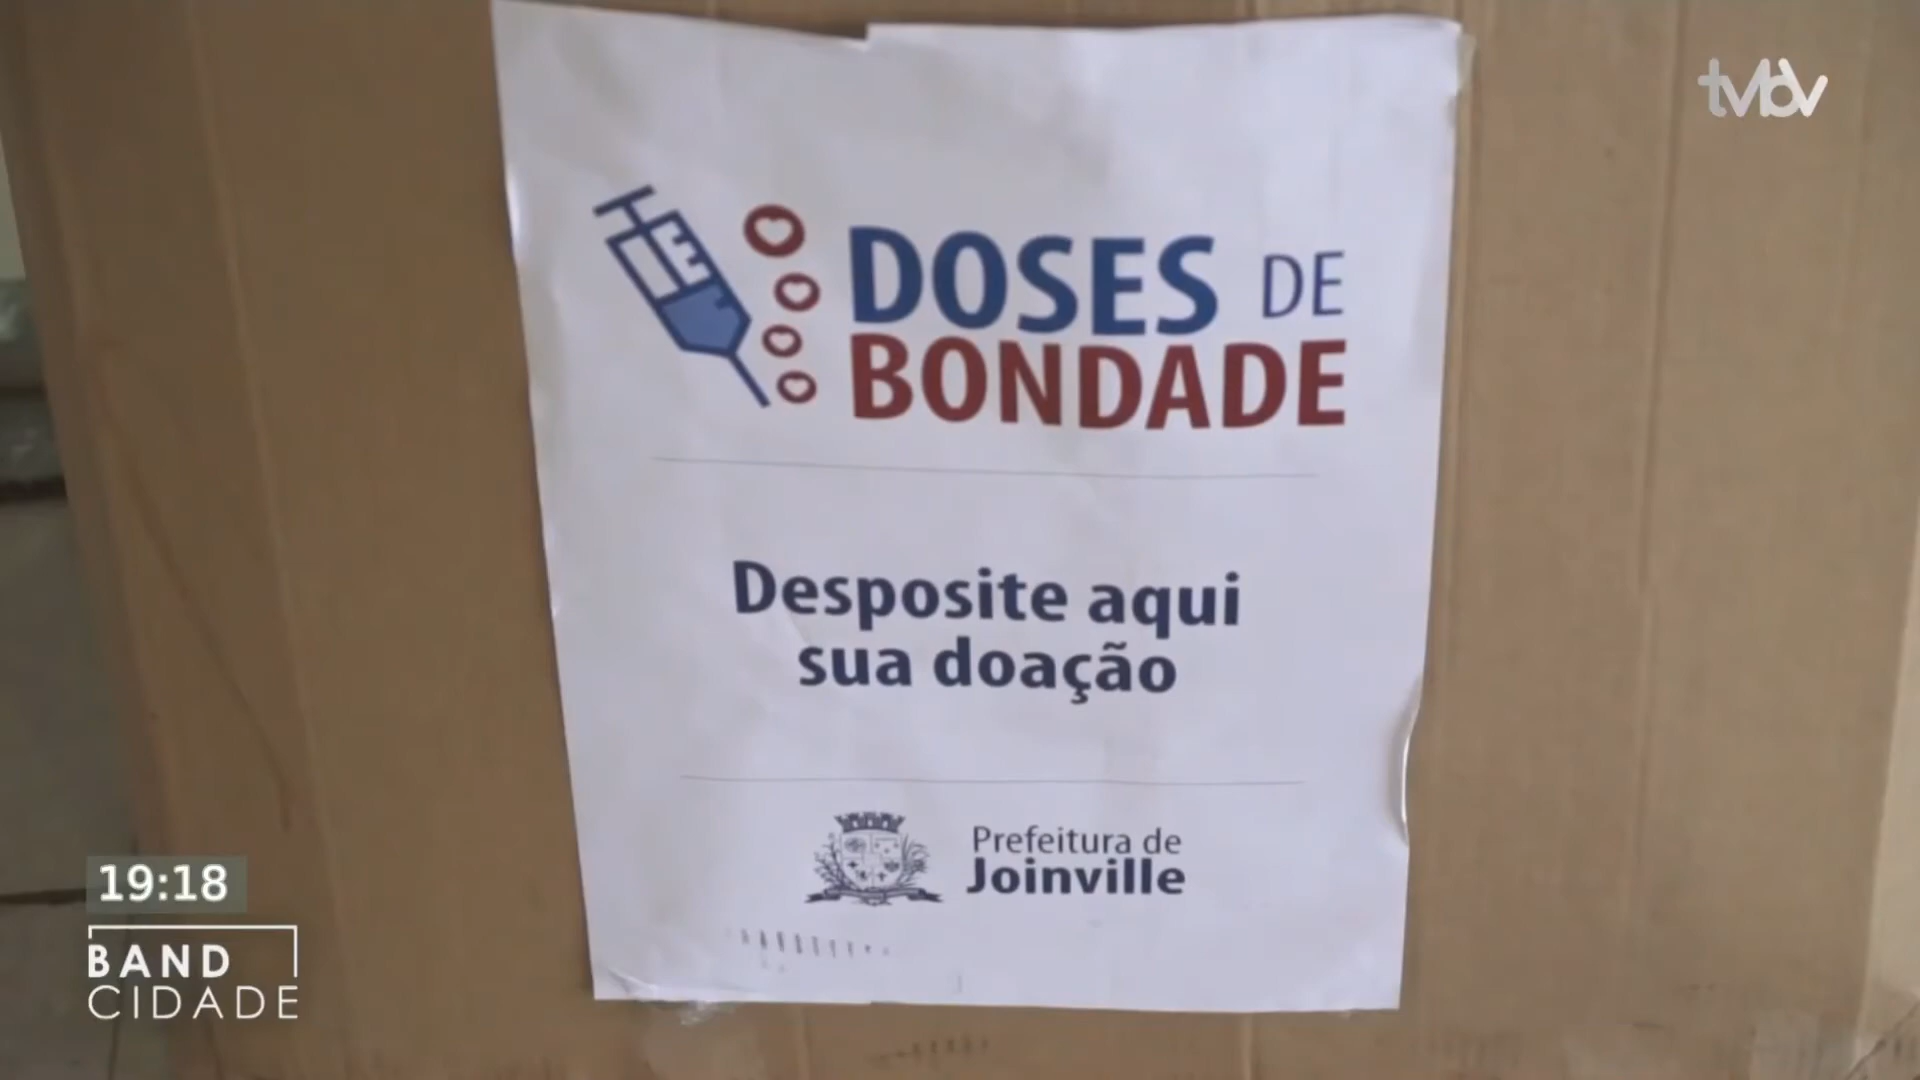 tvbv
DOSES DE
BONDADE
Desposite aqui
sua doação
Prefeitura de
Joinville
19:18
BAND
CIDADE